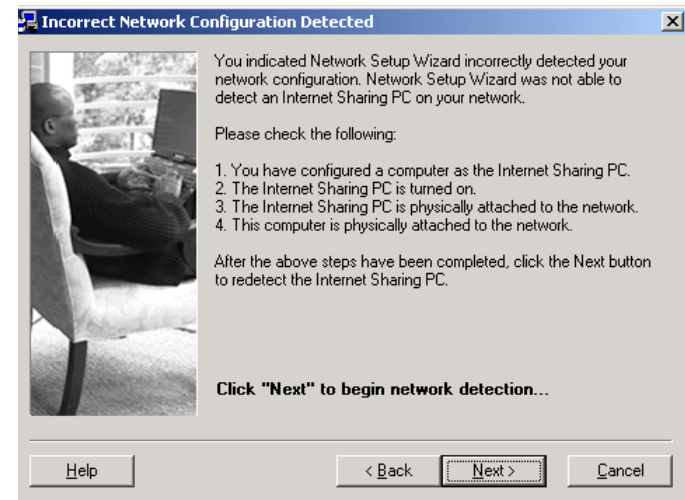 Incorrect Network Configuration Detected
You indicated Network Setup Wizard incorrectly detected your
network configuration. Network Setup Wizard was not able to
detect an Internet Sharing PC on your network.
Please check the following:
1. You have configured a computer as the Internet Sharing PC.
2. The Internet Sharing PC is turned on.
3. The Internet Sharing PC is physically attached to the network.
4. This computer is physically attached to the network.
After the above steps have been completed, click the Next button
to redetect the Internet Sharing PC.
Click "Next" to begin network detection...
Help < Back Next > Cancel